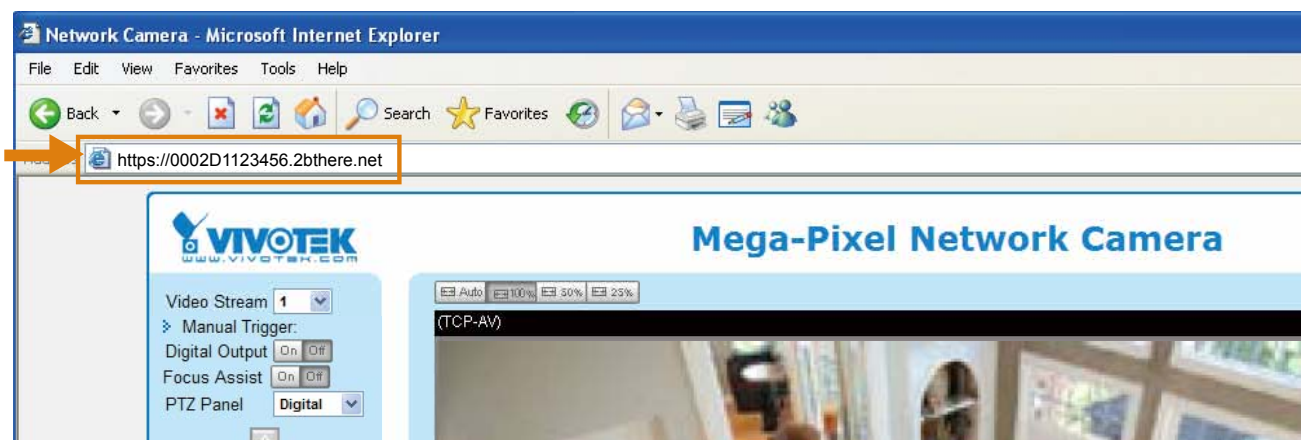 Network Camera - Microsoft Internet Explorer
File Edit View Favorites Tools Help
Back Search Favorites
https://0002D1123456.2bthere.net
VIVOTEK
www.vivotek.com
Mega-Pixel Network Camera
Auto 100% 50% 25%
(TCP-AV)
Video Stream 1
Manual Trigger:
Digital Output On Off
Focus Assist On Off
PTZ Panel Digital